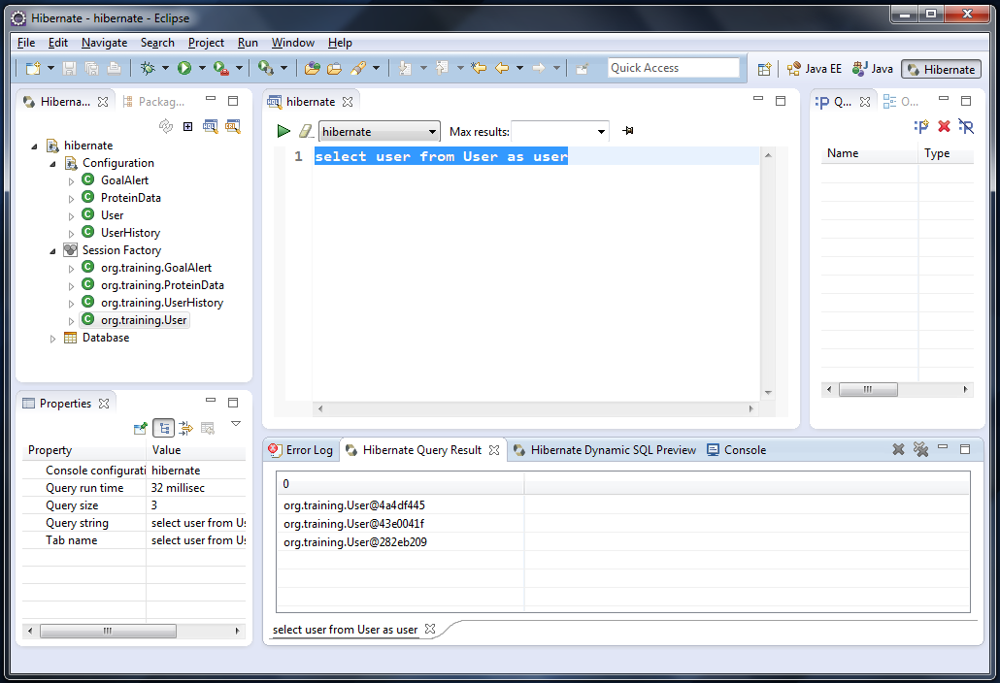 Hibernate - hibernate - Eclipse
File Edit Navigate Search Project Run Window Help
Quick Access
Java EE Java Hibernate
Hiberna... Packag...
hibernate
Configuration
GoalAlert
ProteinData
User
UserHistory
Session Factory
org.training.GoalAlert
org.training.ProteinData
org.training.UserHistory
org.training.User
Database
hibernate
hibernate Max results:
1 select user from User as user
Q... O...
Name Type
Properties
Property Value
Console configurati hibernate
Query run time 32 millisec
Query size 3
Query string select user from Us
Tab name select user from Us
Error Log Hibernate Query Result Hibernate Dynamic SQL Preview Console
0
org.training.User@4a4df445
org.training.User@43e0041f
org.training.User@282eb209
select user from User as user